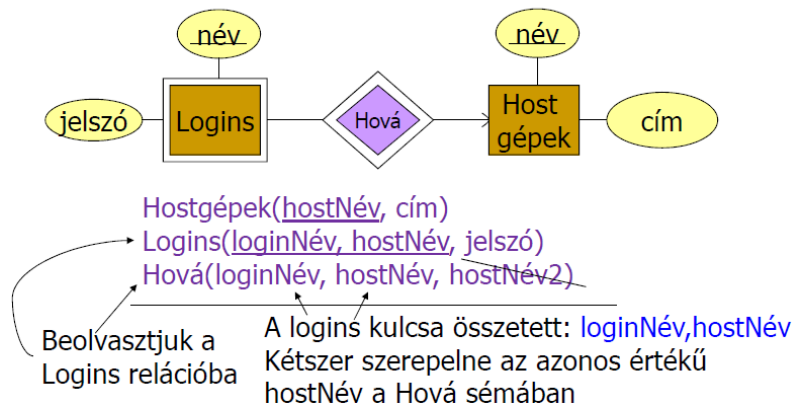 név
név
jelszó
Logins
Hová
Host
gépek
cím
Hostgépek(hostNév, cím)
Logins(loginNév, hostNév, jelszó)
Hová(loginNév, hostNév, hostNév2)
Beolvasztjuk a
Logins relációba
A logins kulcsa összetett: loginNév,hostNév
Kétszer szerepelne az azonos értékű
hostNév a Hová sémában